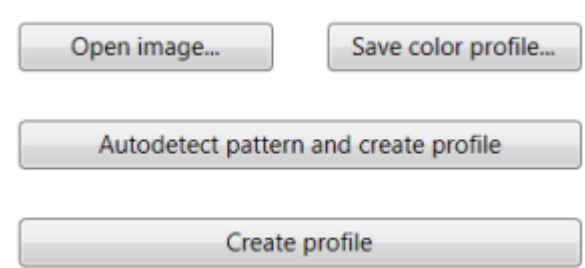 Open image...
Save color profile...
Autodetect pattern and create profile
Create profile